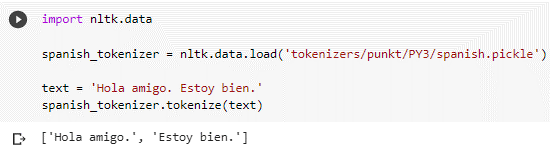 import nltk.data
spanish_tokenizer = nltk.data.load('tokenizers/punkt/PY3/spanish.pickle')
text = 'Hola amigo. Estoy bien.'
spanish_tokenizer.tokenize(text)
['Hola amigo.', 'Estoy bien.']